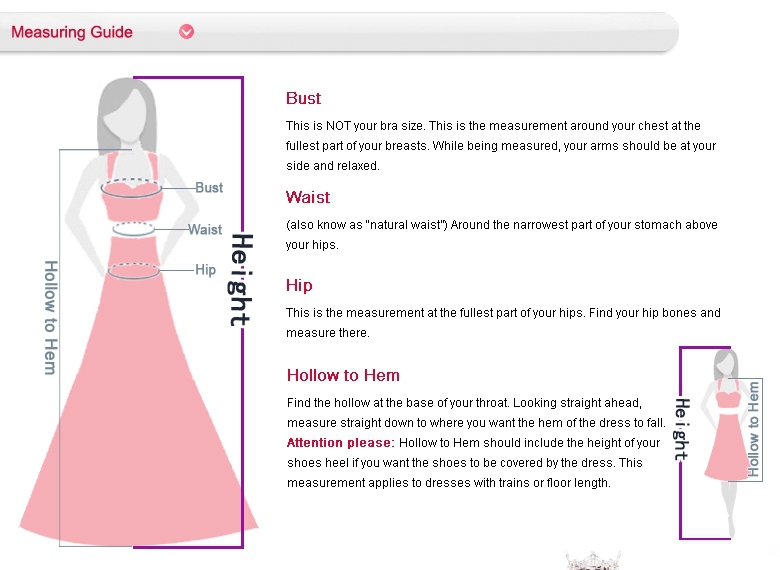 Measuring Guide
Bust
This is NOT your bra size. This is the measurement around your chest at the
fullest part of your breasts. While being measured, your arms should be at your
side and relaxed.
Waist
(also know as "natural waist") Around the narrowest part of your stomach above
your hips.
Hip
This is the measurement at the fullest part of your hips. Find your hip bones and
measure there.
Hollow to Hem
Find the hollow at the base of your throat. Looking straight ahead,
measure straight down to where you want the hem of the dress to fall.
Attention please: Hollow to Hem should include the height of your
shoes heel if you want the shoes to be covered by the dress. This
measurement applies to dresses with trains or floor length.
Bust
Waist
Hip
Height
Hollow to Hem
Height
Hollow to Hem